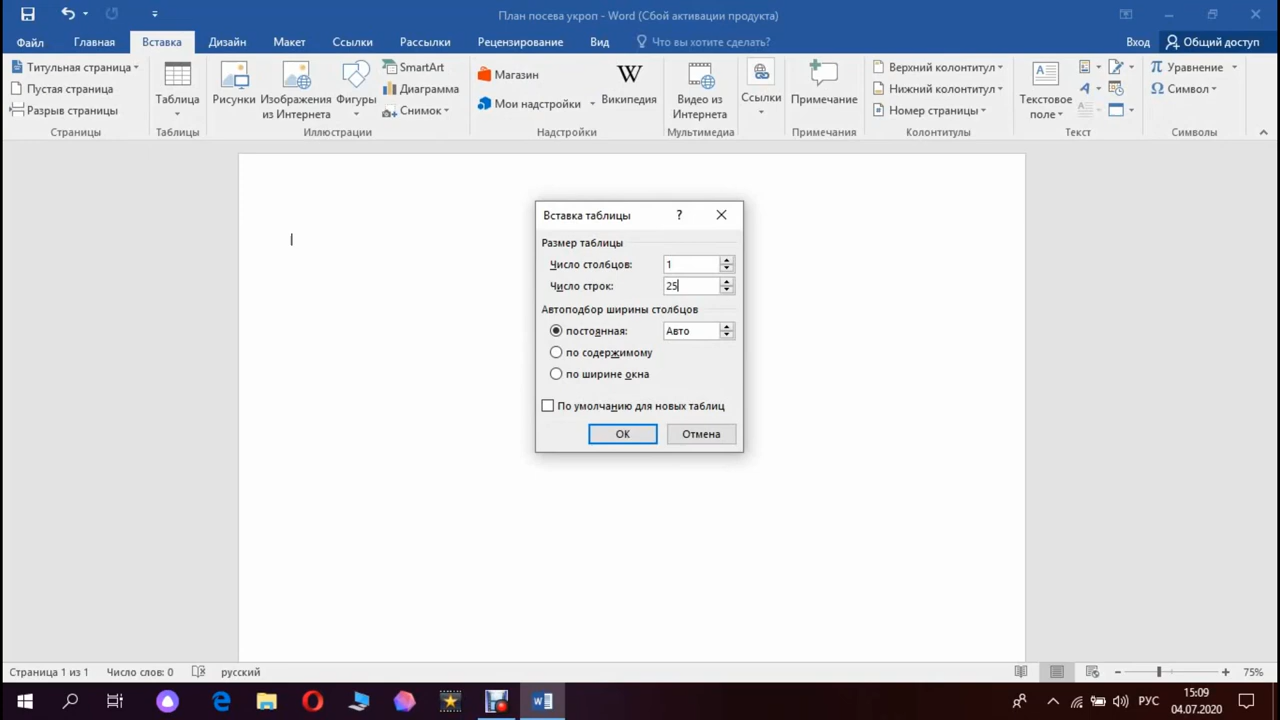 План посева укроп - Word (Сбой активации продукта)
Файл Главная Вставка Дизайн Макет Ссылки Рассылки Рецензирование Вид Что вы хотите сделать? Вход Общий доступ
Титульная страница
Пустая страница
Разрыв страницы
Страницы
Таблица
Таблицы
Рисунки
Изображения из Интернета
Фигуры
SmartArt
Диаграмма
Снимок
Иллюстрации
Магазин
Мои надстройки
W
Википедия
Надстройки
Видео из Интернета
Мультимедиа
Ссылки
Примечание
Примечания
Верхний колонтитул
Нижний колонтитул
Номер страницы
Колонтитулы
Текстовое поле
Текст
Уравнение
Символ
Символы
Вставка таблицы ?
Размер таблицы
Число столбцов: 1
Число строк: 25
Автоподбор ширины столбцов
постоянная: Авто
по содержимому
по ширине окна
По умолчанию для новых таблиц
ОК Отмена
Страница 1 из 1 Число слов: 0 русский 75%
РУС 15:09
04.07.2020